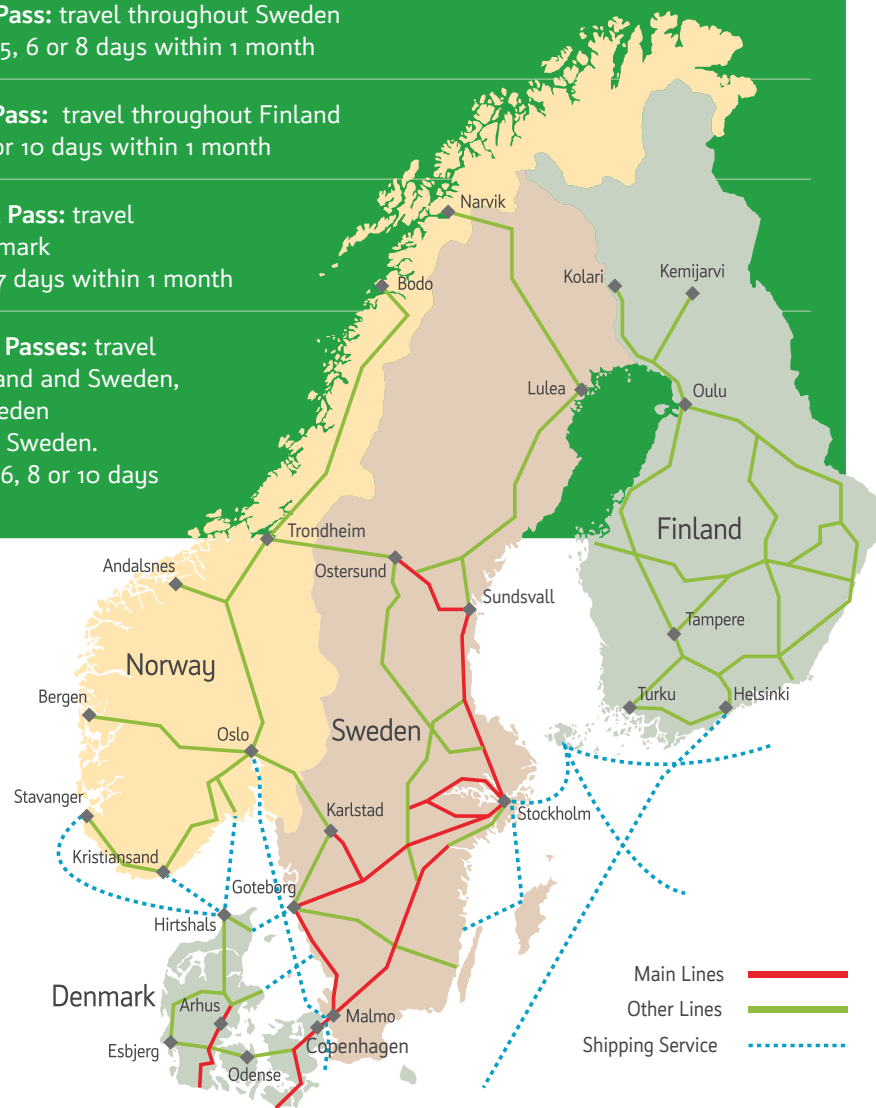 Pass: travel throughout Sweden
5, 6 or 8 days within 1 month
Pass: travel throughout Finland
or 10 days within 1 month
Pass: travel
mark
7 days within 1 month
Passes: travel
and and Sweden,
eden
Sweden.
6, 8 or 10 days
Narvik
Kolari
Kemijarvi
Bodo
Lulea
Oulu
Trondheim
Finland
Andalsnes
Ostersund
Sundsvall
Tampere
Norway
Bergen
Turku
Helsinki
Oslo
Sweden
Stavanger
Karlstad
Stockholm
Kristiansand
Goteborg
Hirtshals
Main Lines
Denmark
Arhus
Other Lines
Malmo
Esbjerg
Copenhagen
Shipping Service
Odense